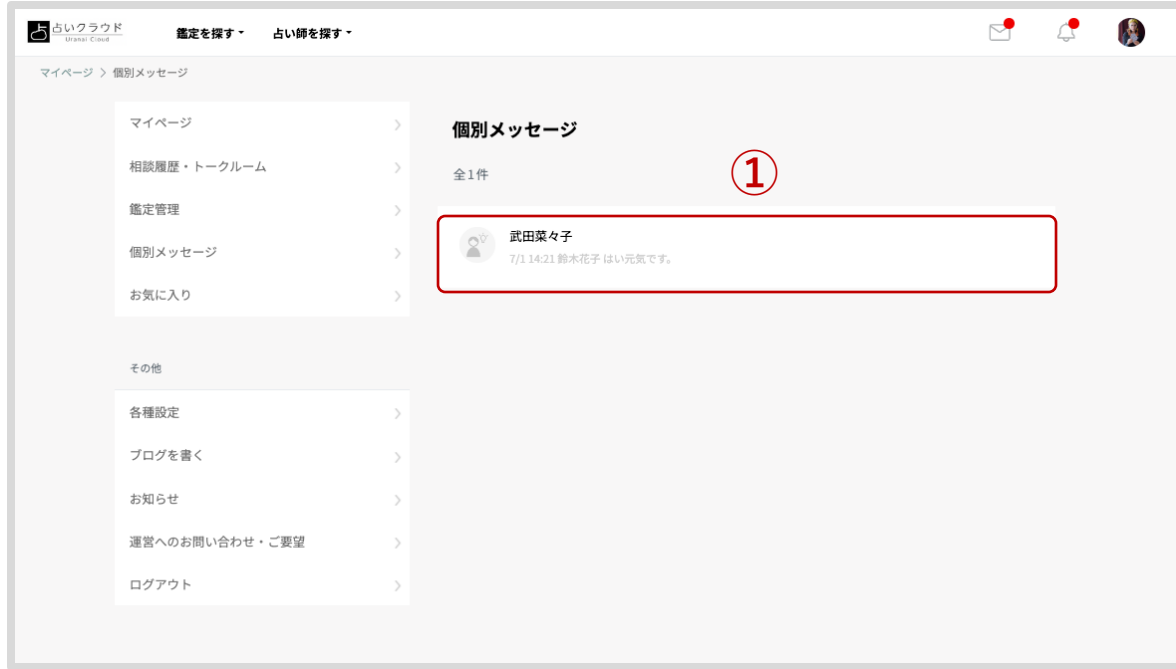 占 占いクラウド
Uranai Cloud
鑑定を探す
占い師を探す
マイページ > 個別メッセージ
マイページ
相談履歴・トークルーム
鑑定管理
個別メッセージ
お気に入り
その他
各種設定
ブログを書く
お知らせ
運営へのお問い合わせ・ご要望
ログアウト
個別メッセージ
全1件
①
武田菜々子
7/1 14:21 鈴木花子 はい元気です。